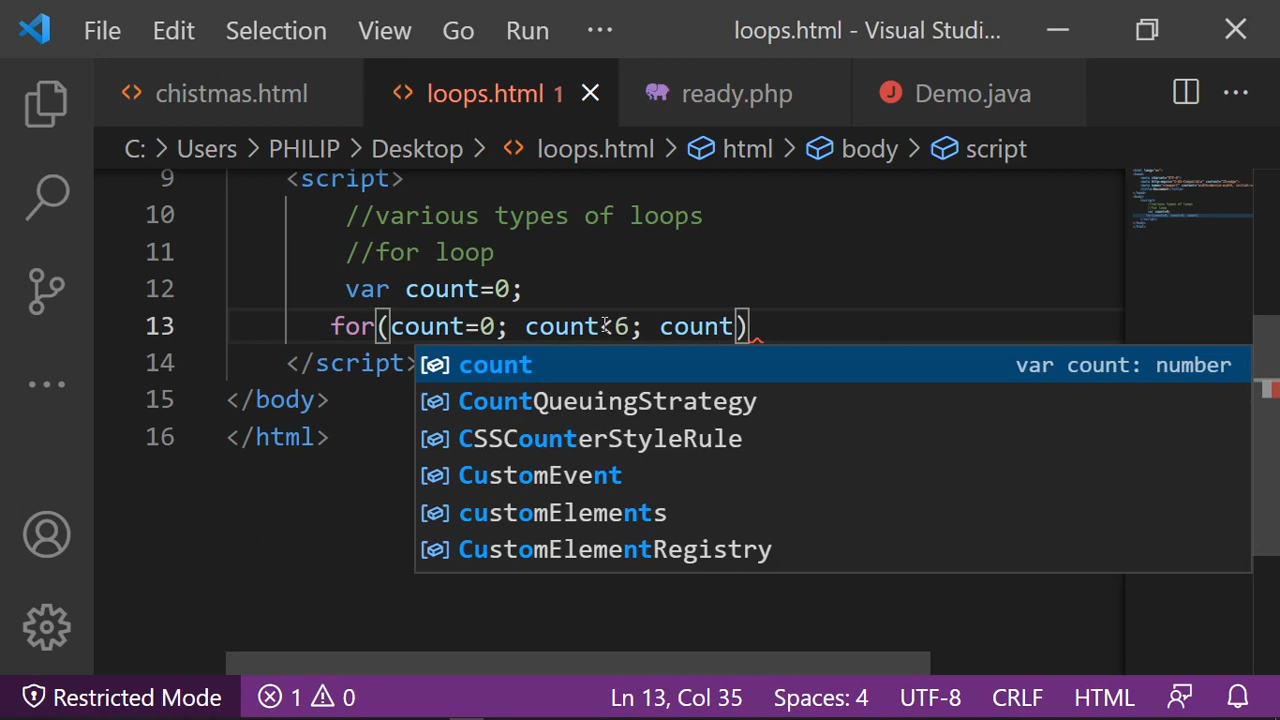 File Edit Selection View Go Run ··· loops.html - Visual Studi...
chistmas.html loops.html 1 ready.php Demo.java ···
C: > Users > PHILIP > Desktop > loops.html > html > body > script
9 <script>
10 //various types of loops
11 //for loop
12 var count=0;
13 for(count=0; count<6; count)
14 </script>
15 </body>
16 </html>
count var count: number
CountQueuingStrategy
CSSCounterStyleRule
CustomEvent
customElements
CustomElementRegistry
Restricted Mode 1 0 Ln 13, Col 35 Spaces: 4 UTF-8 CRLF HTML